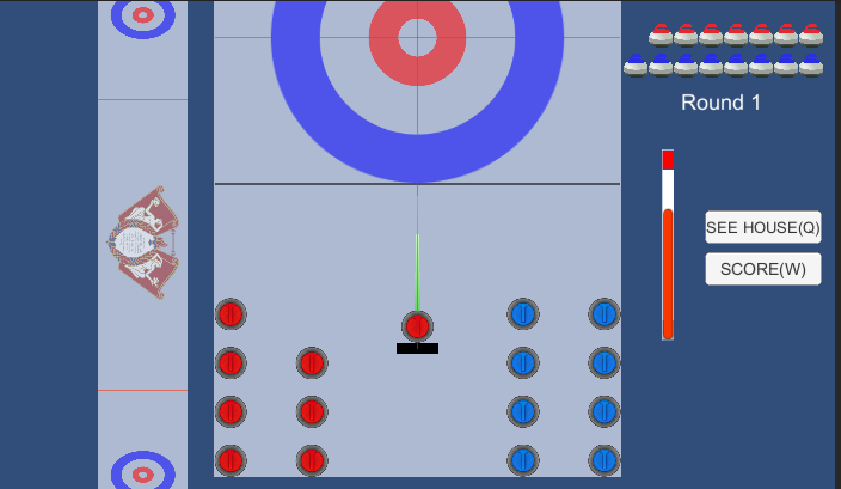 Round 1
SEE HOUSE(Q)
SCORE(W)